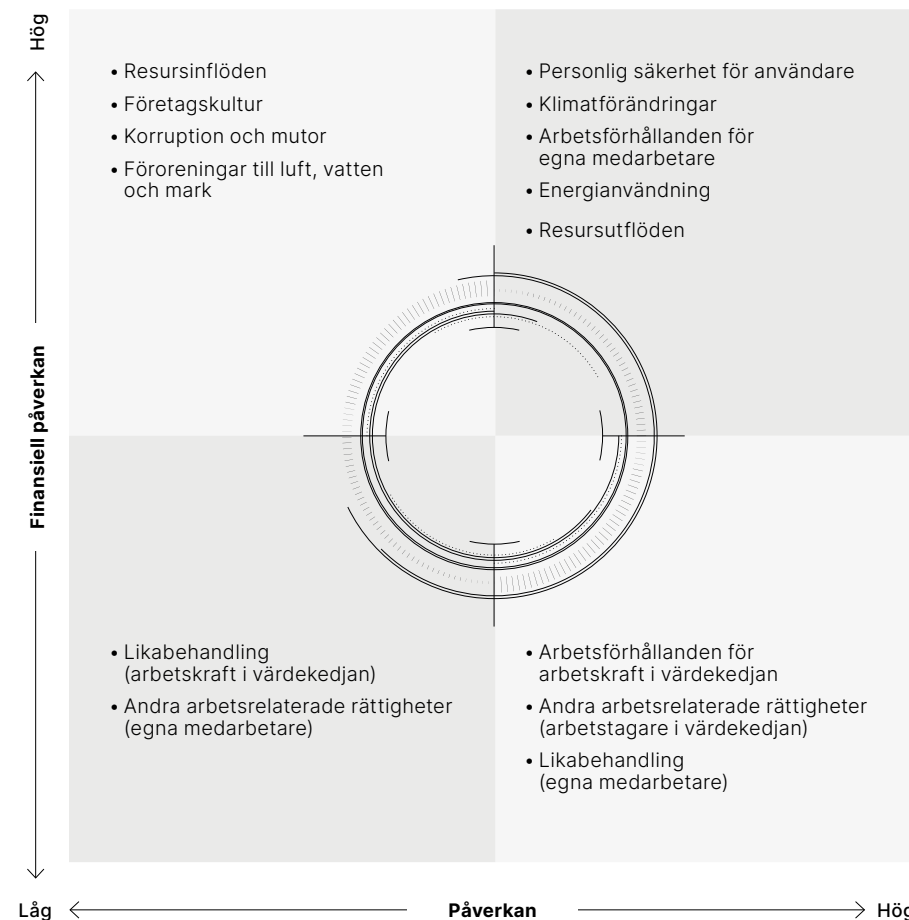 Hög
• Resursinflöden
• Företagskultur
• Korruption och mutor
• Föroreningar till luft, vatten
och mark
• Personlig säkerhet för användare
• Klimatförändringar
• Arbetsförhållanden för
egna medarbetare
• Energianvändning
• Resursutflöden
Finansiell påverkan
• Likabehandling
(arbetskraft i värdekedjan)
• Andra arbetsrelaterade rättigheter
(egna medarbetare)
• Arbetsförhållanden för
arbetskraft i värdekedjan
• Andra arbetsrelaterade rättigheter
(arbetstagare i värdekedjan)
• Likabehandling
(egna medarbetare)
Låg
Påverkan
Hög